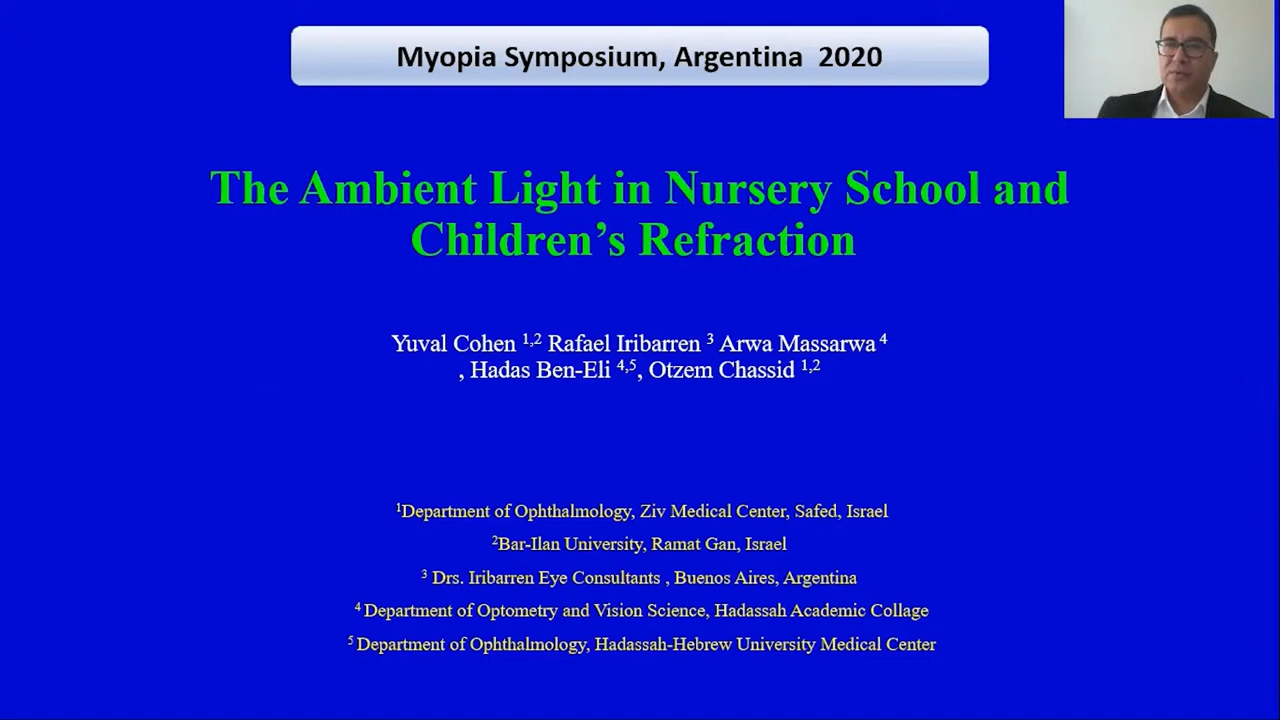 Myopia Symposium, Argentina 2020
The Ambient Light in Nursery School and
Children’s Refraction
Yuval Cohen 1,2 Rafael Iribarren 3 Arwa Massarwa 4
, Hadas Ben-Eli 4,5, Otzem Chassid 1,2
1Department of Ophthalmology, Ziv Medical Center, Safed, Israel
2Bar-Ilan University, Ramat Gan, Israel
3 Drs. Iribarren Eye Consultants , Buenos Aires, Argentina
4 Department of Optometry and Vision Science, Hadassah Academic Collage
5 Department of Ophthalmology, Hadassah-Hebrew University Medical Center